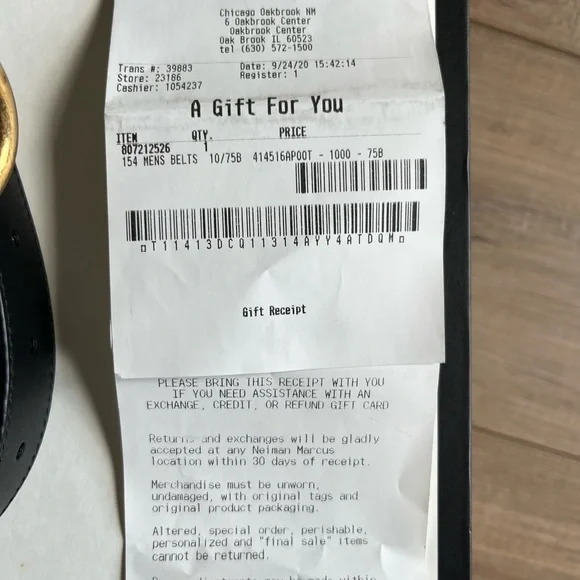 Chicago Oakbrook NM
6 Oakbrook Center
Oakbrook Center
Oak Brook IL 60523
tel (630) 572-1500
Trans #: 39883 Date: 9/24/20 15:42:14
Store: 23186 Register: 1
Cashier: 1054237
A Gift For You
ITEM QTY. PRICE
807212526 1
154 MENS BELTS 10/75B 414516AP00T - 1000 - 75B
T11413DCQ11314AYY4ATDQM
Gift Receipt
PLEASE BRING THIS RECEIPT WITH YOU
IF YOU NEED ASSISTANCE WITH AN
EXCHANGE, CREDIT, OR REFUND GIFT CARD
Returns and exchanges will be gladly
accepted at any Neiman Marcus
location within 30 days of receipt.
Merchandise must be unworn,
undamaged, with original tags and
original product packaging.
Altered, special order, perishable,
personalized and "final sale" items
cannot be returned.